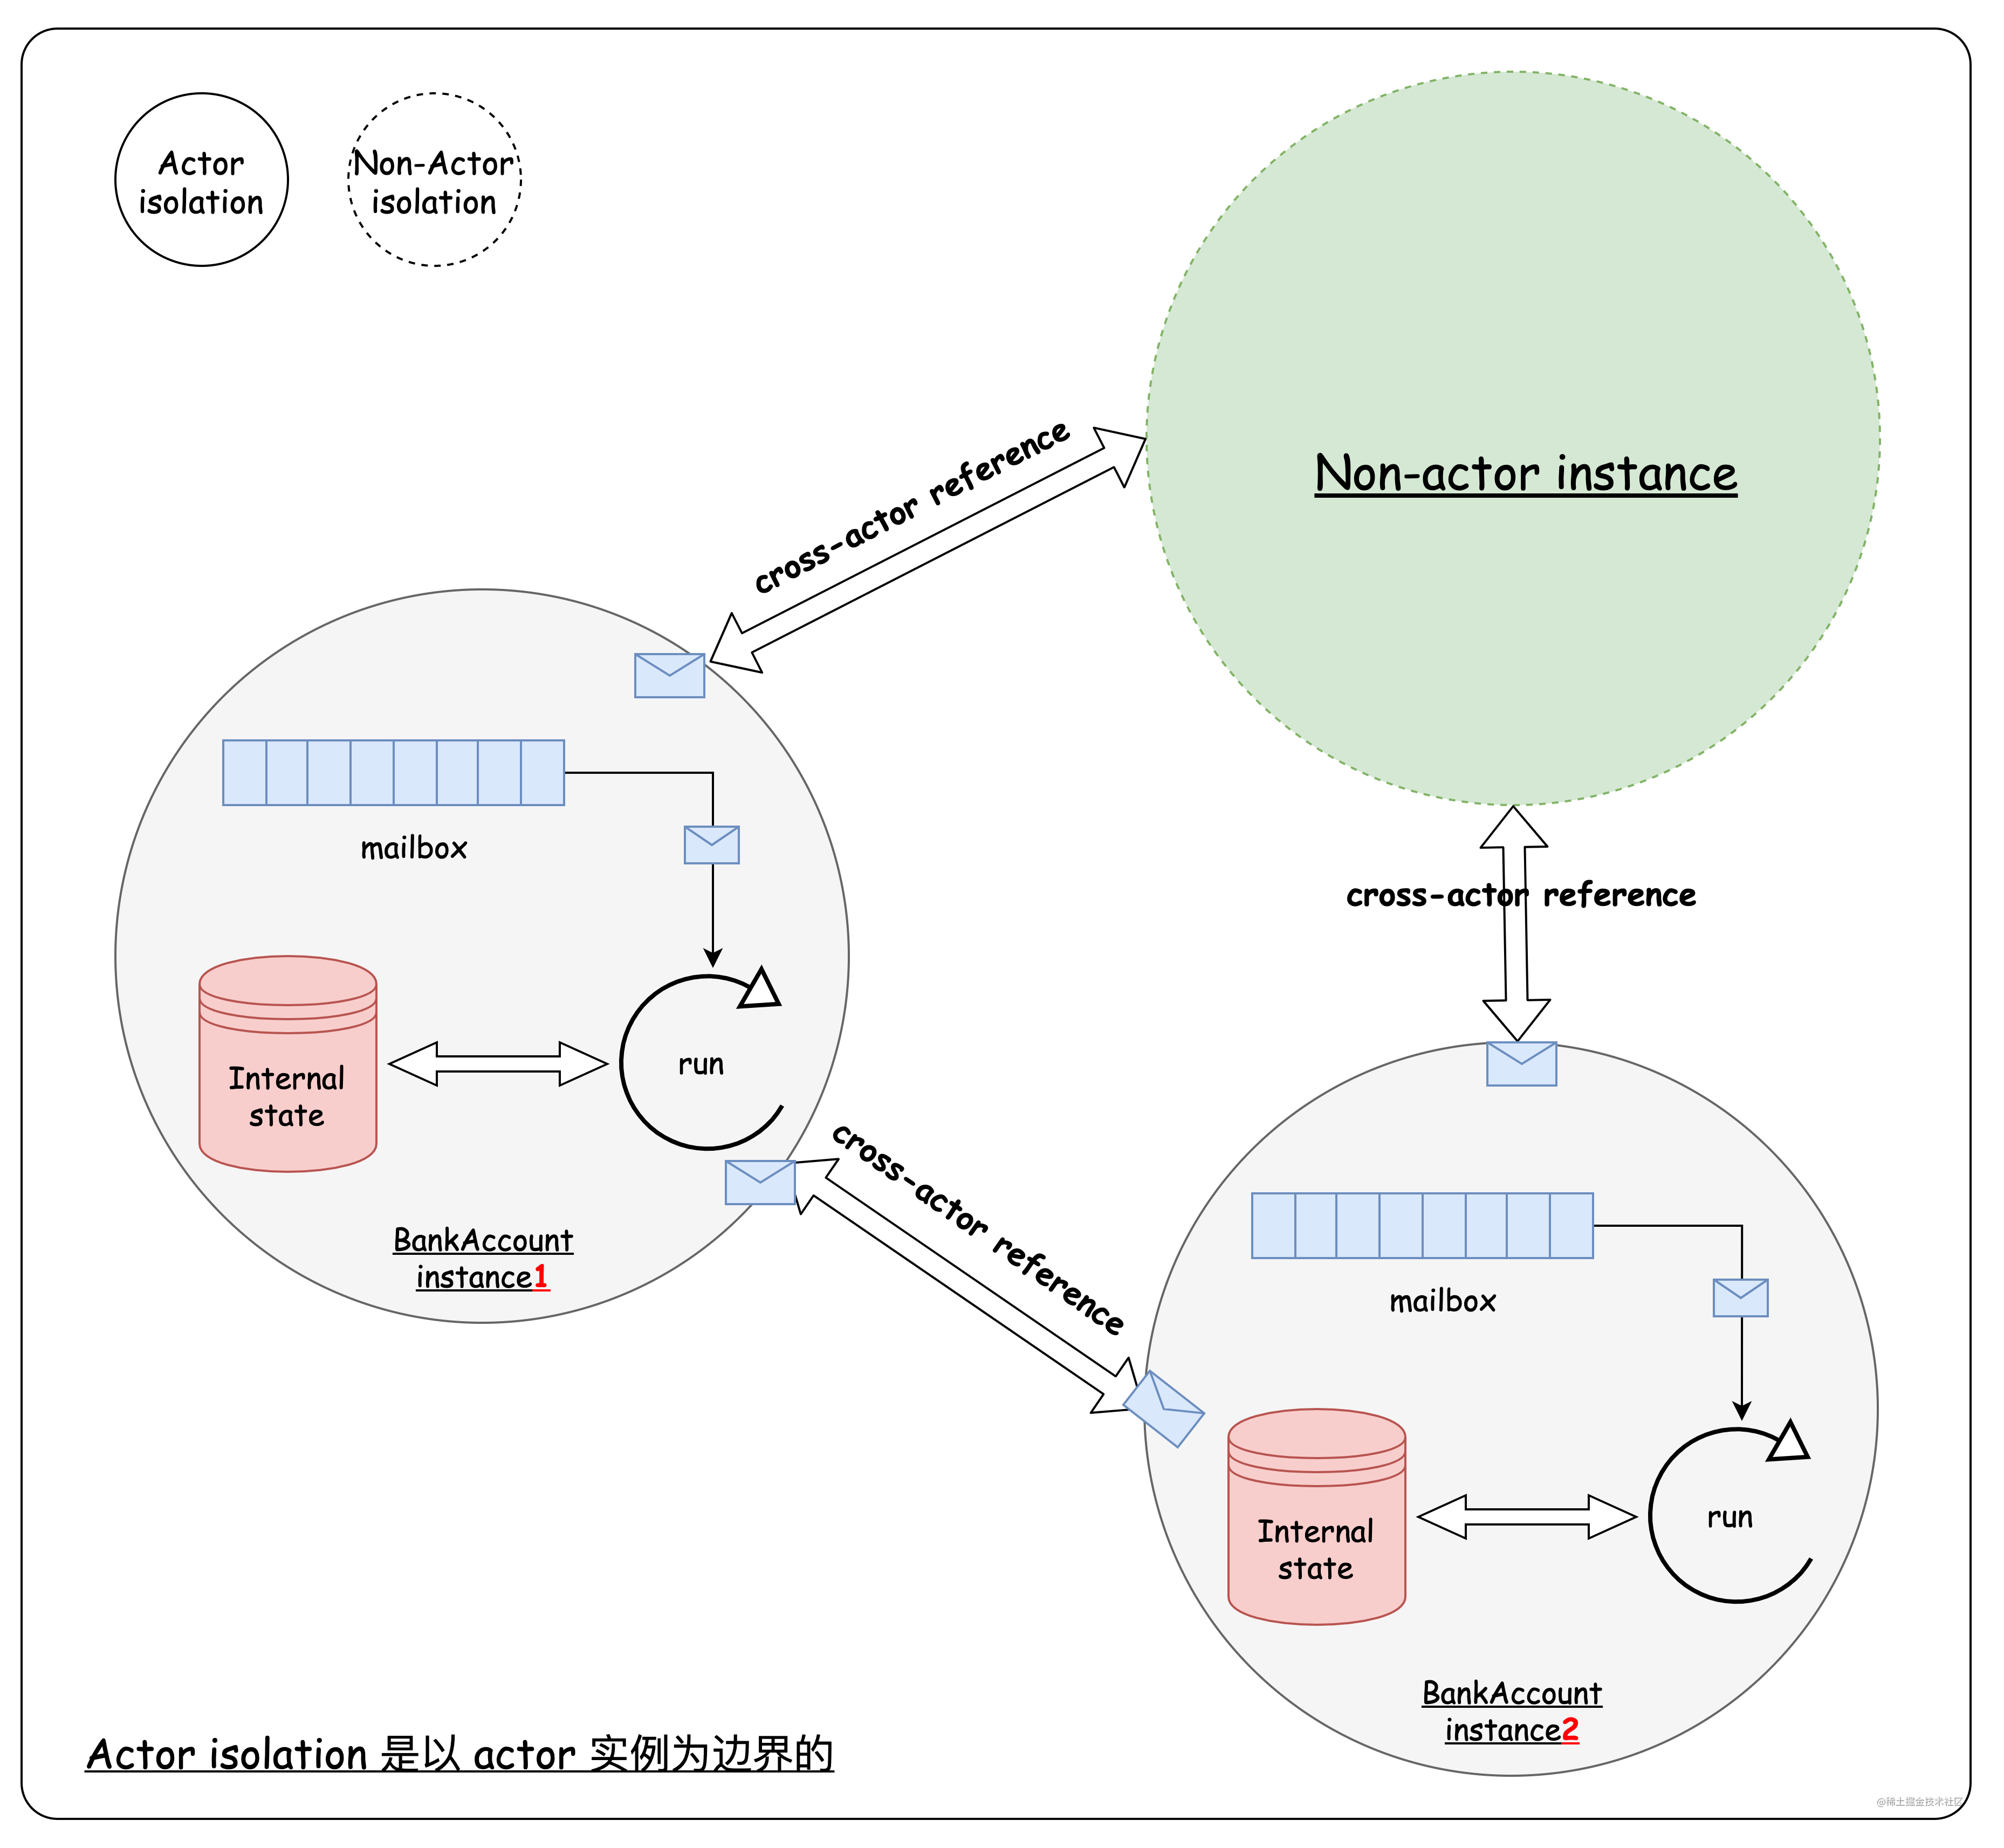 Actor
isolation
Non-Actor
isolation
Non-actor instance
cross-actor reference
mailbox
Internal
state
run
BankAccount
instance1
cross-actor reference
cross-actor reference
mailbox
Internal
state
run
BankAccount
instance2
Actor isolation 是以 actor 实例为边界的
@稀土掘金技术社区